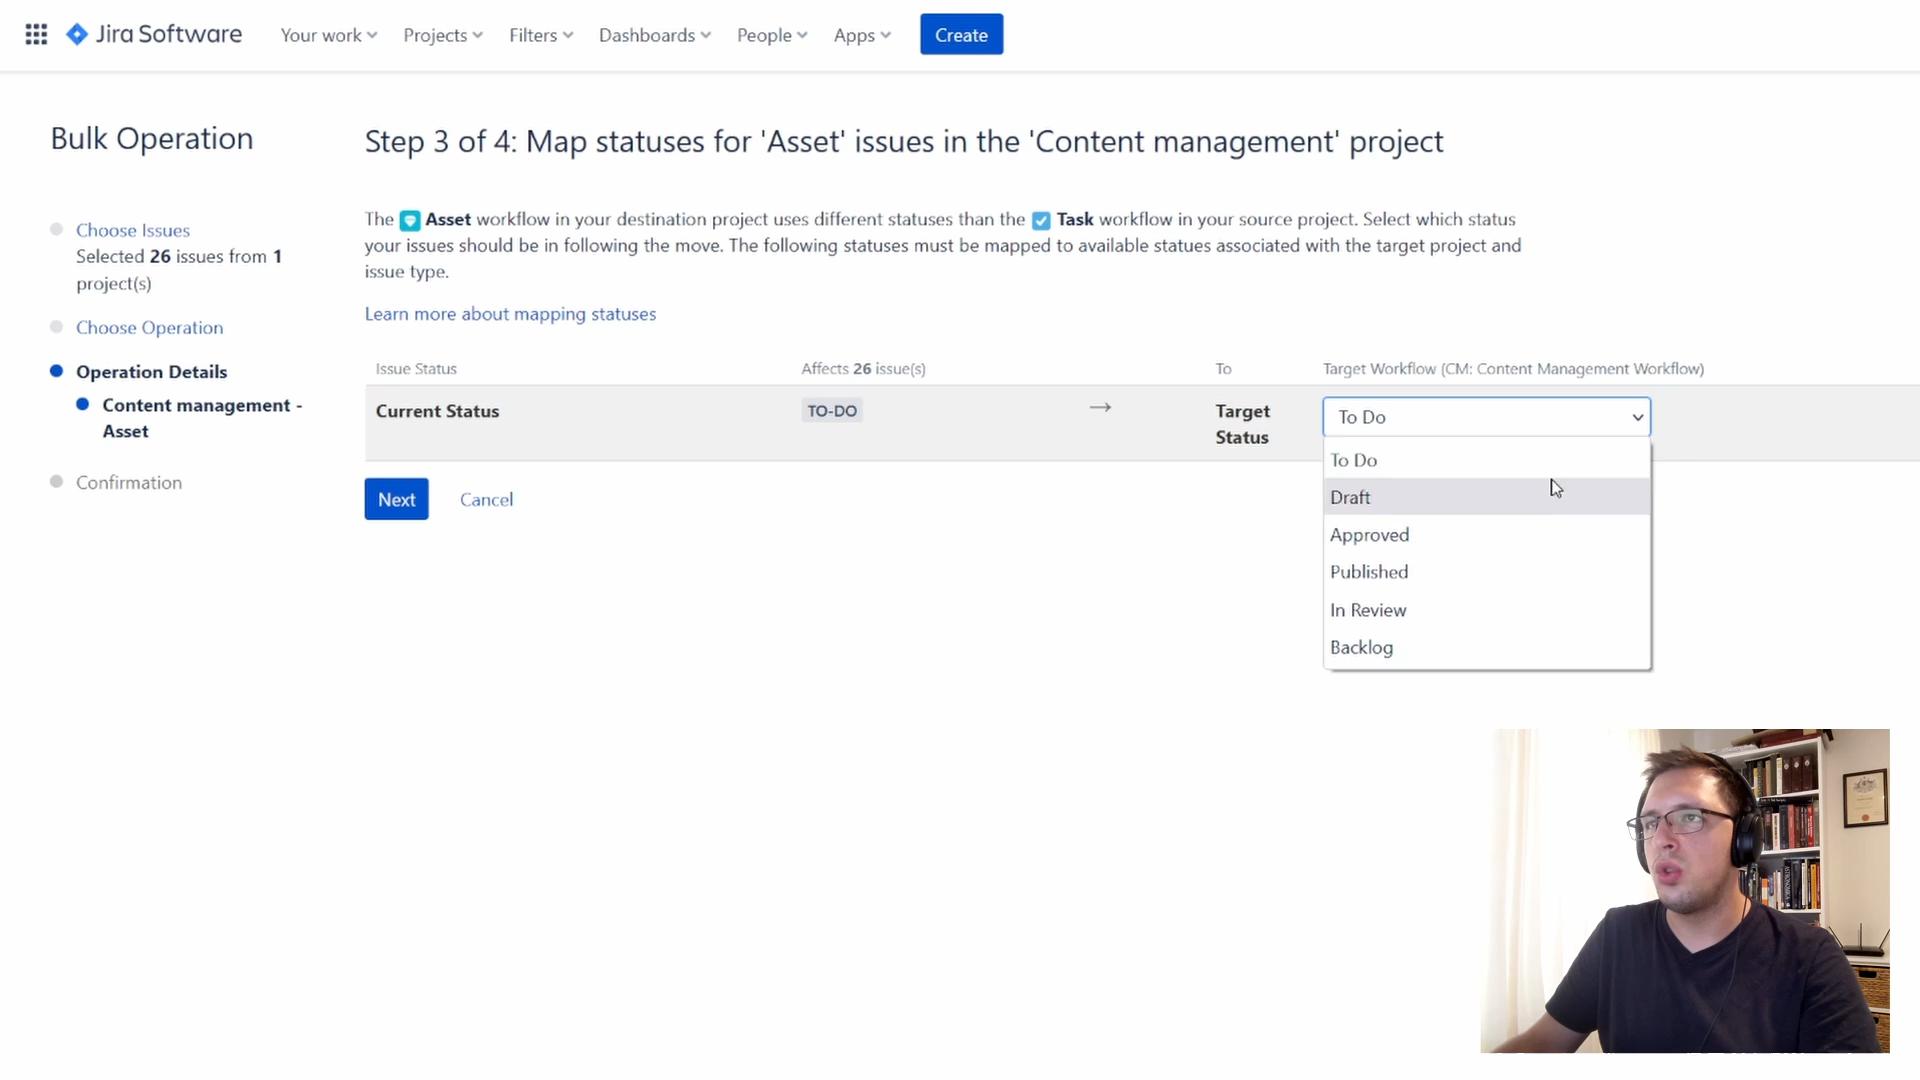 Jira Software Your work Projects Filters Dashboards People Apps Create
Bulk Operation
Choose Issues
Selected 26 issues from 1
project(s)
Choose Operation
Operation Details
Content management -
Asset
Confirmation
Step 3 of 4: Map statuses for 'Asset' issues in the 'Content management' project
The Asset workflow in your destination project uses different statuses than the Task workflow in your source project. Select which status
your issues should be in following the move. The following statuses must be mapped to available statues associated with the target project and
issue type.
Learn more about mapping statuses
Issue Status Affects 26 issue(s) To Target Workflow (CM: Content Management Workflow)
Current Status TO-DO → Target
Status To Do
To Do
Draft
Approved
Published
In Review
Backlog
Next Cancel